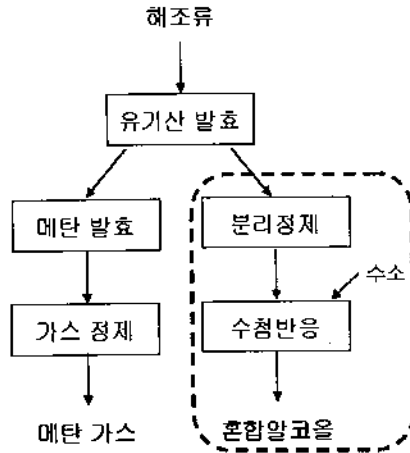 해조류
유기산 발효
메탄 발효
분리정제
수소
가스 정제
수첨반응
메탄 가스
혼합알코올